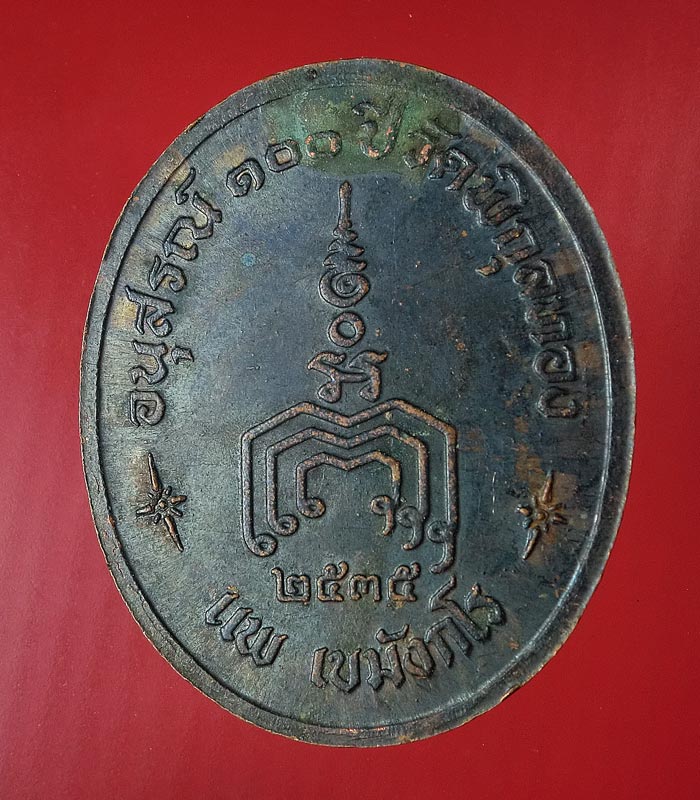 อนุสรณ์ ๑๐๐ ปี วัดพิกุลทอง
๒๕๓๕
แพ เขมังกโร